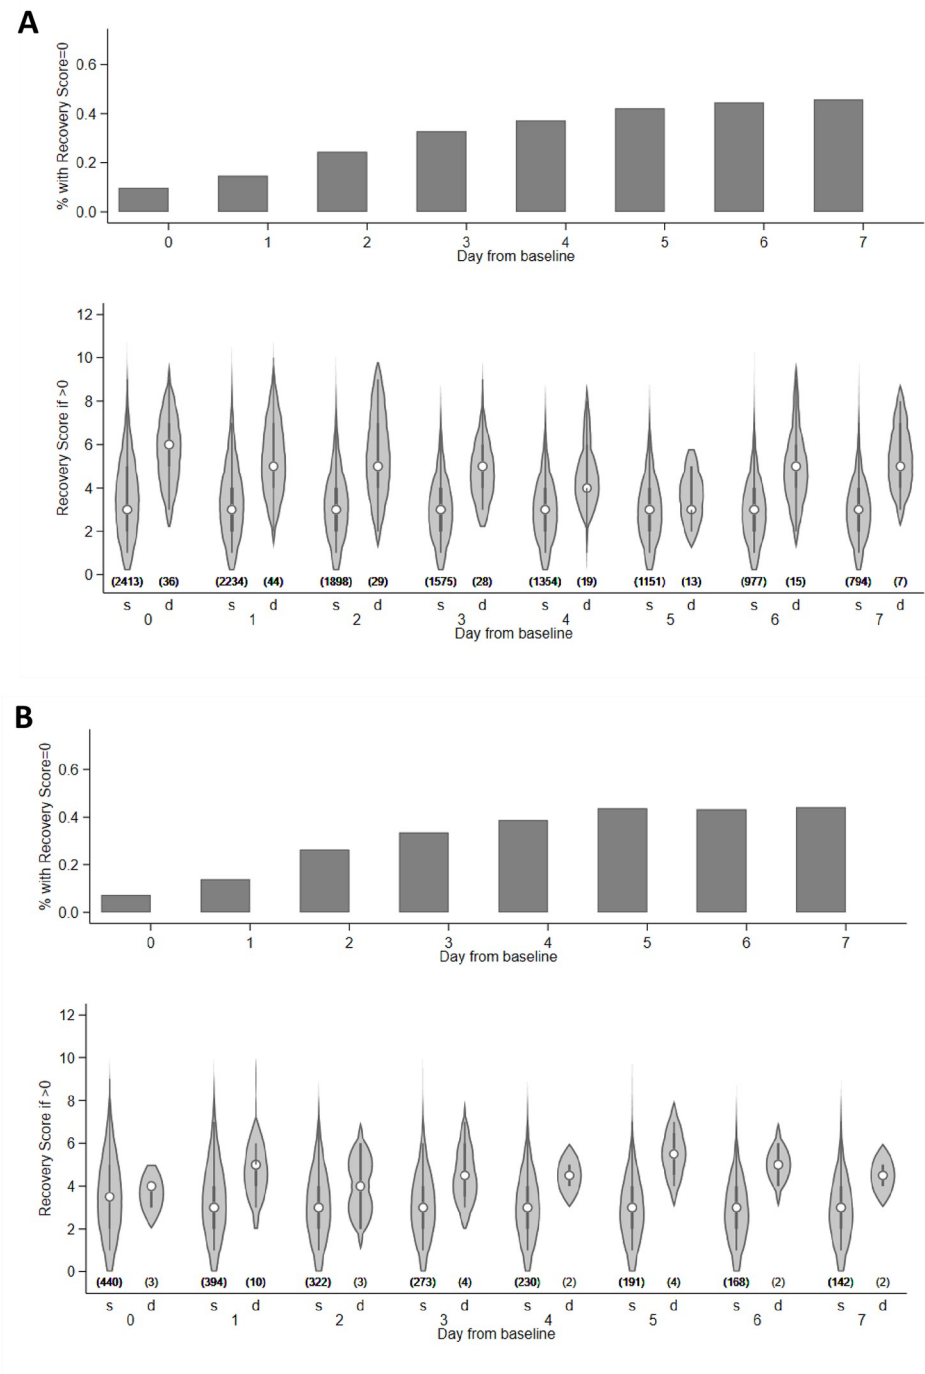 A
% with Recovery Score=0
0.6
0.4
0.2
0.0
0 1 2 3 4 5 6 7
Day from baseline
Recovery Score if >0
12
10
8
6
4
2
0
(2413) (36) (2234) (44) (1898) (29) (1575) (28) (1354) (19) (1151) (13) (977) (15) (794) (7)
s d s d s d s d s d s d s d s d
0 1 2 3 4 5 6 7
Day from baseline
B
% with Recovery Score=0
0.6
0.4
0.2
0.0
0 1 2 3 4 5 6 7
Day from baseline
Recovery Score if >0
12
10
8
6
4
2
0
(440) (3) (394) (10) (322) (3) (273) (4) (230) (2) (191) (4) (168) (2) (142) (2)
s d s d s d s d s d s d s d s d
0 1 2 3 4 5 6 7
Day from baseline